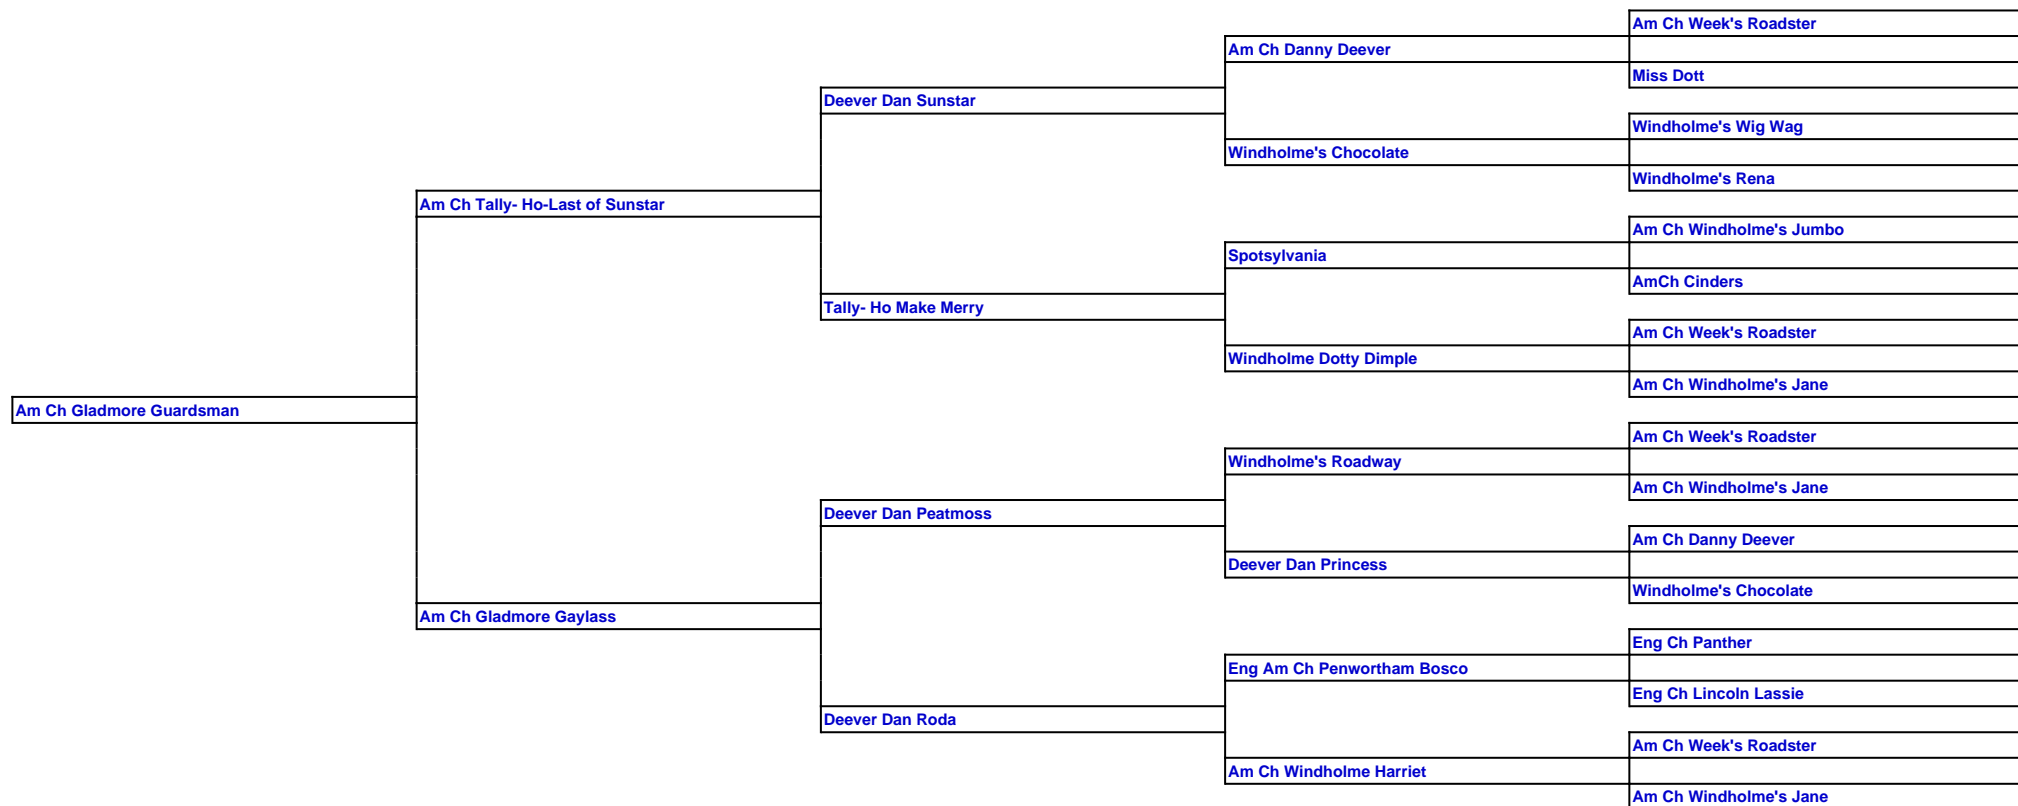 Am Ch Week's Roadster
Am Ch Danny Deever
Miss Dott
Deever Dan Sunstar
Windholme's Wig Wag
Windholme's Chocolate
Windholme's Rena
Am Ch Tally- Ho-Last of Sunstar
Am Ch Windholme's Jumbo
Spotsylvania
AmCh Cinders
Tally- Ho Make Merry
Am Ch Week's Roadster
Windholme Dotty Dimple
Am Ch Windholme's Jane
Am Ch Gladmore Guardsman
Am Ch Week's Roadster
Windholme's Roadway
Am Ch Windholme's Jane
Deever Dan Peatmoss
Am Ch Danny Deever
Deever Dan Princess
Windholme's Chocolate
Am Ch Gladmore Gaylass
Eng Ch Panther
Eng Am Ch Penwortham Bosco
Eng Ch Lincoln Lassie
Deever Dan Roda
Am Ch Week's Roadster
Am Ch Windholme Harriet
Am Ch Windholme's Jane